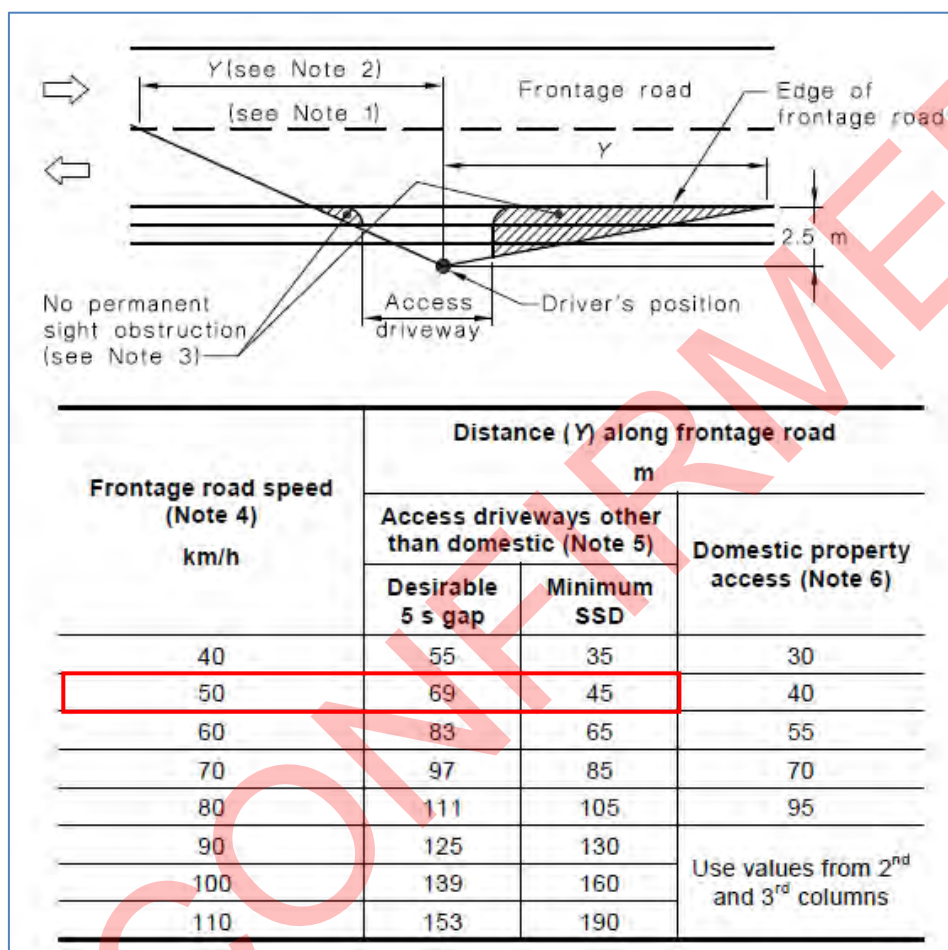 Y(see Note 2)
Frontage road
Edge of
frontage road
(see Note 1)
Y
2.5 m
No permanent
sight obstruction
(see Note 3)
Access
driveway
Driver's position
Frontage road speed
(Note 4)
km/h
Distance (Y) along frontage road
m
Access driveways other
than domestic (Note 5)
Domestic property
access (Note 6)
Desirable
5 s gap
Minimum
SSD
40 55 35 30
50 69 45 40
60 83 65 55
70 97 85 70
80 111 105 95
90 125 130
100 139 160
110 153 190
Use values from 2nd
and 3rd columns
CONFIRME